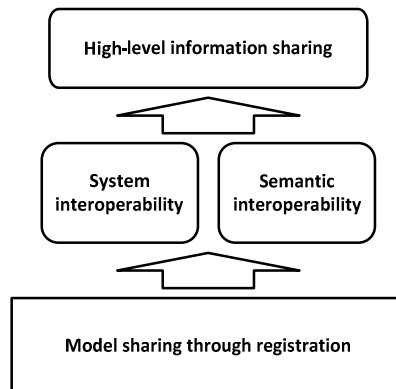 High-level information sharing
System
interoperability
Semantic
interoperability
Model sharing through registration